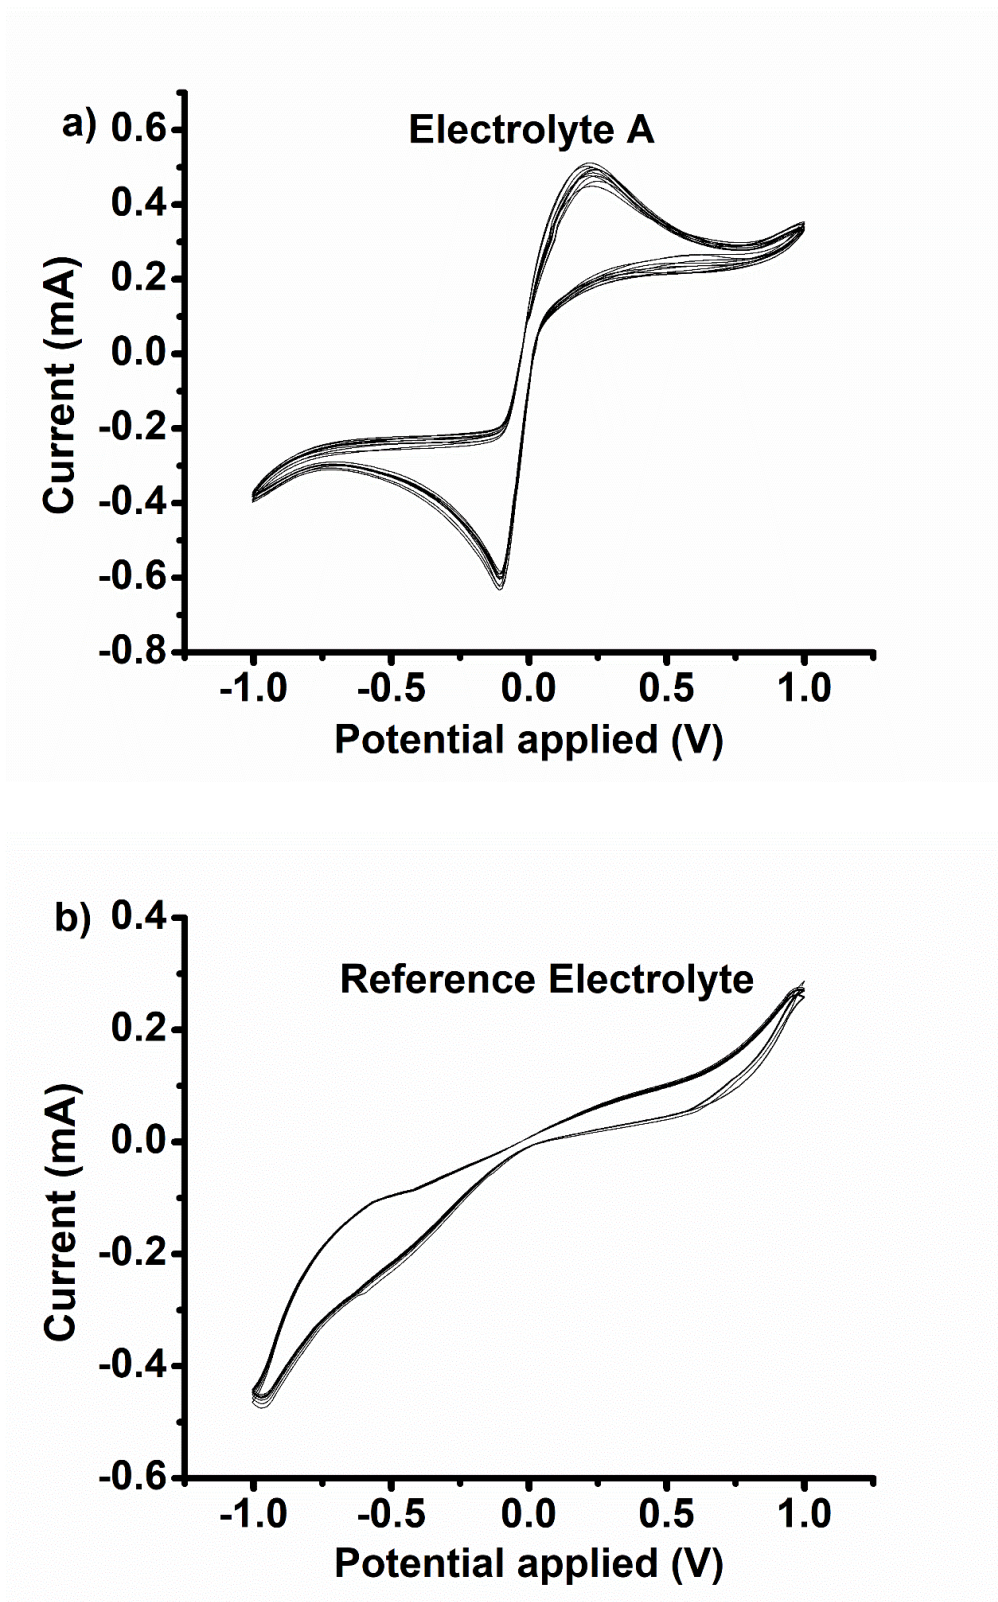 a)
Electrolyte A
0.6
0.4
0.2
0.0
-0.2
-0.4
-0.6
-0.8
Current (mA)
-1.0 -0.5 0.0 0.5 1.0
Potential applied (V)
b)
Reference Electrolyte
0.4
0.2
0.0
-0.2
-0.4
-0.6
Current (mA)
-1.0 -0.5 0.0 0.5 1.0
Potential applied (V)